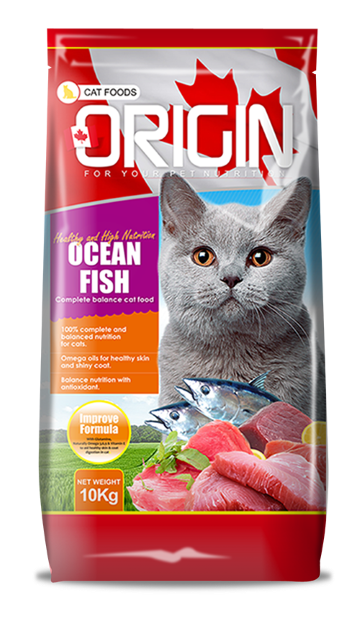 CAT FOODS
ORIGIN
FOR YOUR PET NUTRITION
Healthy and High Nutrition
OCEAN
FISH
Complete balance cat food
100% complete and
balanced nutrition
for cats.
Omega oils for healthy skin
and shiny coat.
Balance nutrition with
antioxidant.
Improve
Formula
NET WEIGHT
10Kg